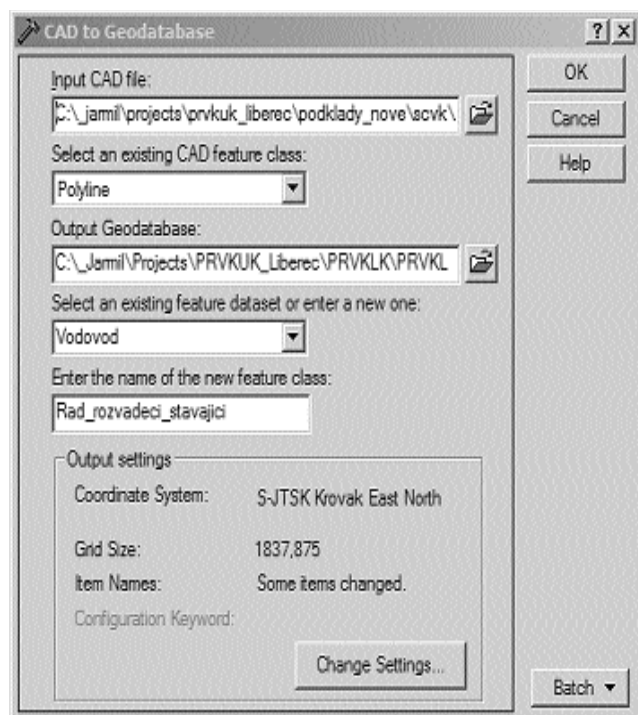 CAD to Geodatabase
Input CAD file:
C:\_jarmil\projects\prvkuk_liberec\podklady_nove\scvk\
Select an existing CAD feature class:
Polyline
Output Geodatabase:
C:\_Jarmil\Projects\PRVKUK_Liberec\PRVKLK\PRVKL
Select an existing feature dataset or enter a new one:
Vodovod
Enter the name of the new feature class:
Rad_rozvadeci_stavajici
Output settings
Coordinate System: S-JTSK Krovak East North
Grid Size: 1837,875
Item Names: Some items changed.
Configuration Keyword:
Change Settings...
OK
Cancel
Help
Batch